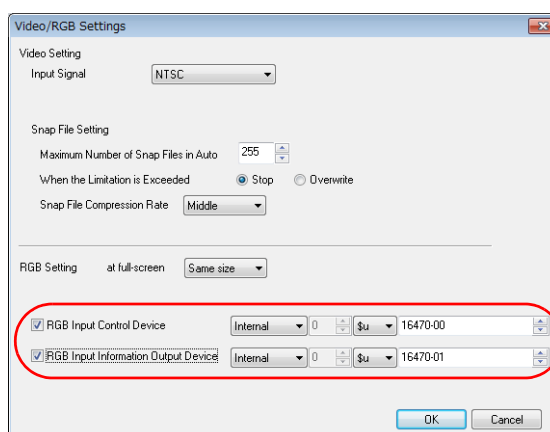 Video/RGB Settings
Video Setting
Input Signal NTSC
Snap File Setting
Maximum Number of Snap Files in Auto 255
When the Limitation is Exceeded Stop Overwrite
Snap File Compression Rate Middle
RGB Setting at full-screen Same size
RGB Input Control Device Internal 0 $u 16470-00
RGB Input Information Output Device Internal 0 $u 16470-01
OK Cancel